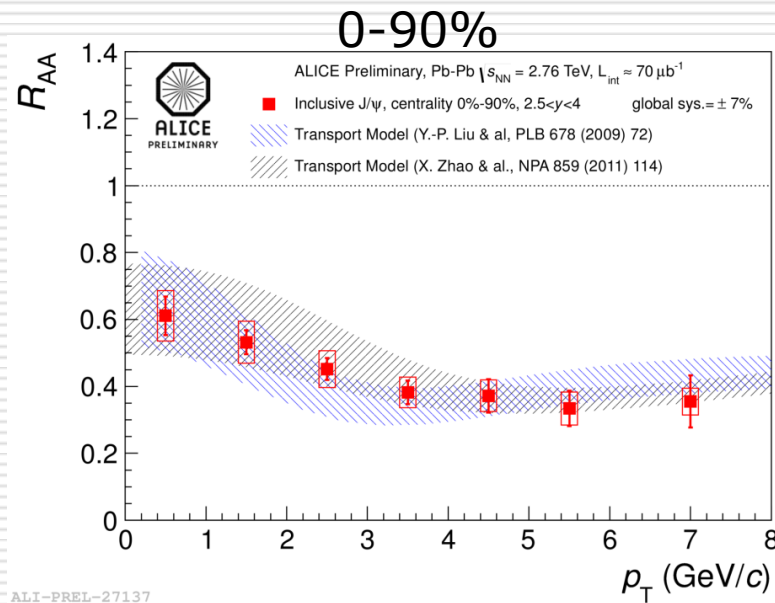 0-90%
ALICE
PRELIMINARY
ALICE Preliminary, Pb-Pb √s_NN = 2.76 TeV, L_int ≈ 70 μb⁻¹
Inclusive J/ψ, centrality 0%-90%, 2.5<y<4 global sys.= ± 7%
Transport Model (Y.-P. Liu & al, PLB 678 (2009) 72)
Transport Model (X. Zhao & al., NPA 859 (2011) 114)
R_AA
1.4
1.2
1
0.8
0.6
0.4
0.2
0
0 1 2 3 4 5 6 7 8
p_T (GeV/c)
ALI-PREL-27137